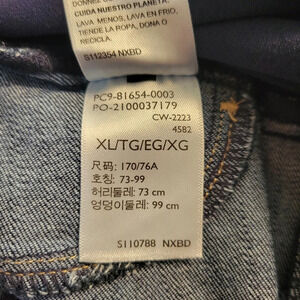 CUIDA NUESTRO PLANETA:
LAVA MENOS, LAVA EN FRÍO,
TIENDE LA ROPA, DONA O
RECICLA.
S112354 NXBD
PC9-81654-0003
PO-2100037179
CW-2223
4582
XL/TG/EG/XG
尺码: 170/76A
호칭: 73-99
허리둘레: 73 cm
엉덩이둘레: 99 cm
S110788 NXBD